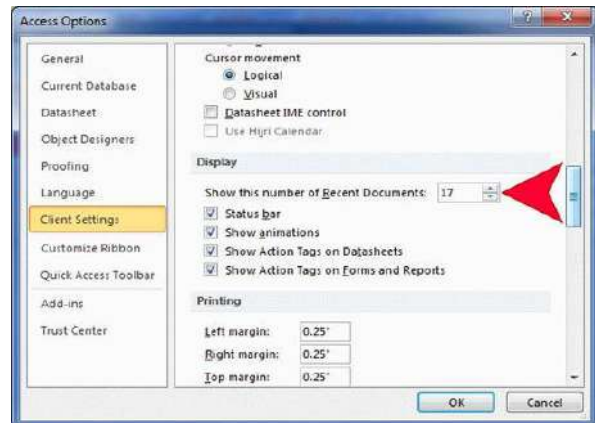 Access Options
General
Current Database
Datasheet
Object Designers
Proofing
Language
Client Settings
Customize Ribbon
Quick Access Toolbar
Add-ins
Trust Center
Cursor movement
Logical
Visual
Datasheet IME control
Use Hijri Calendar
Display
Show this number of Recent Documents: 17
Status bar
Show animations
Show Action Tags on Datasheets
Show Action Tags on Forms and Reports
Printing
Left margin: 0.25"
Right margin: 0.25"
Top margin: 0.25"
OK Cancel